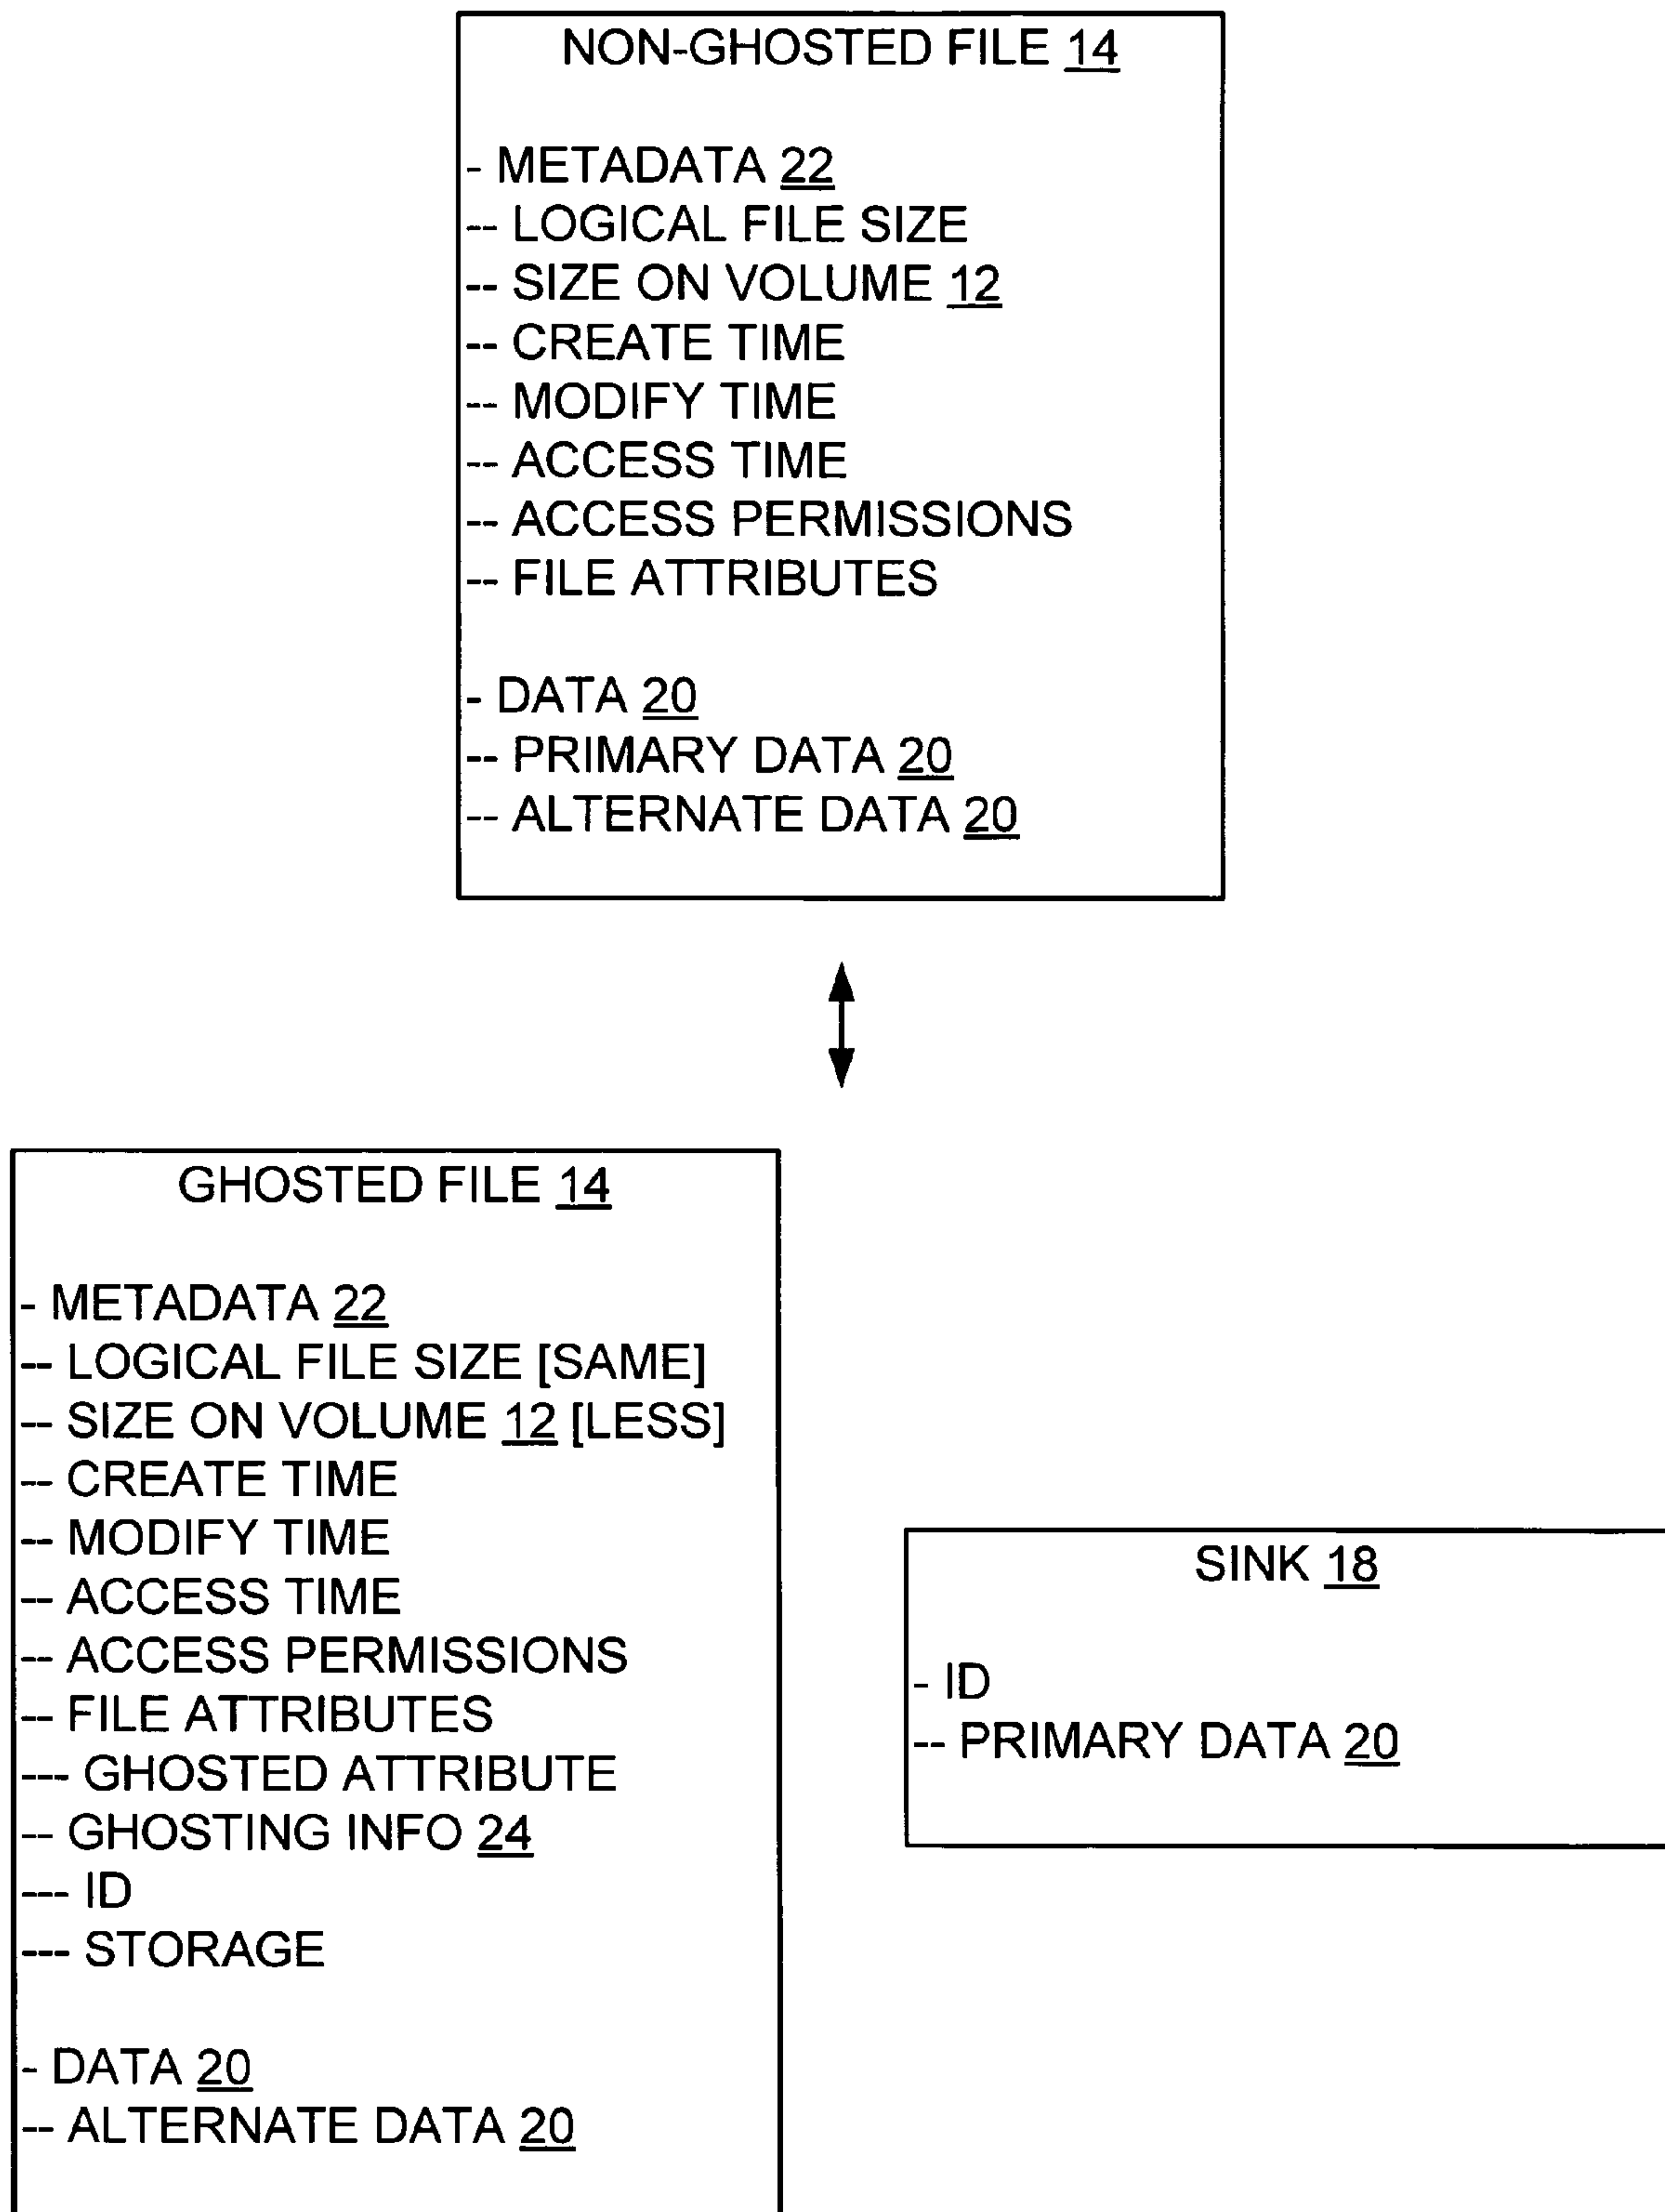 NON-GHOSTED FILE 14
- METADATA 22
-- LOGICAL FILE SIZE
-- SIZE ON VOLUME 12
-- CREATE TIME
-- MODIFY TIME
-- ACCESS TIME
-- ACCESS PERMISSIONS
-- FILE ATTRIBUTES
- DATA 20
-- PRIMARY DATA 20
-- ALTERNATE DATA 20
GHOSTED FILE 14
- METADATA 22
-- LOGICAL FILE SIZE [SAME]
-- SIZE ON VOLUME 12 [LESS]
-- CREATE TIME
-- MODIFY TIME
-- ACCESS TIME
-- ACCESS PERMISSIONS
-- FILE ATTRIBUTES
--- GHOSTED ATTRIBUTE
-- GHOSTING INFO 24
--- ID
--- STORAGE
- DATA 20
-- ALTERNATE DATA 20
SINK 18
- ID
-- PRIMARY DATA 20